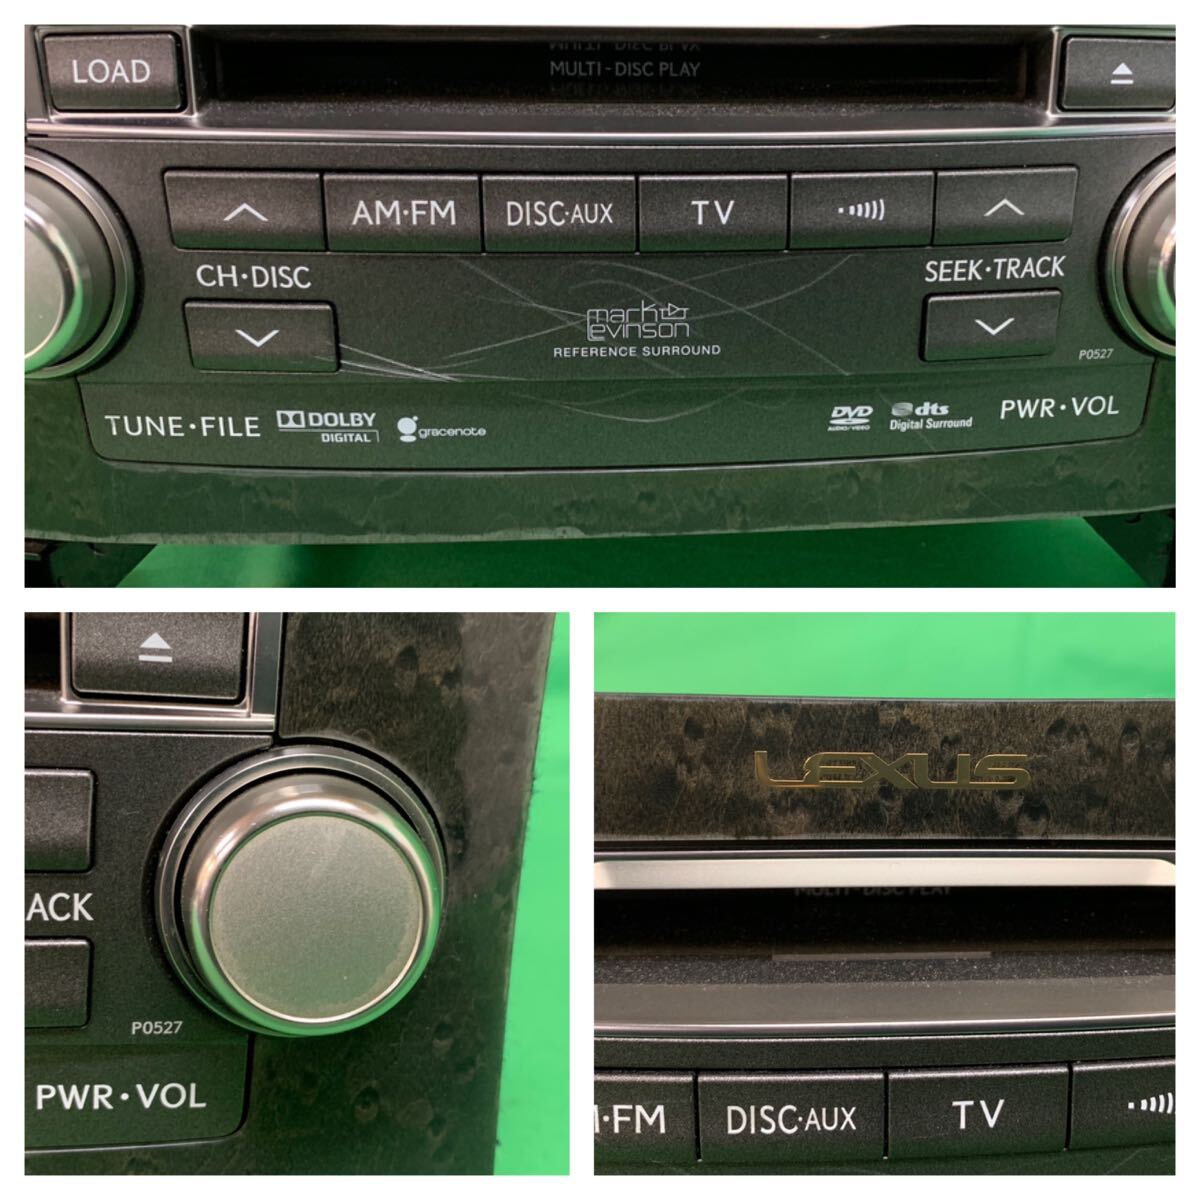 LOAD
MULTI-DISC PLAY
AM·FM
DISC·AUX
TV
CH·DISC
SEEK·TRACK
mark
Levinson
REFERENCE SURROUND
P0527
TUNE·FILE
DOLBY
DIGITAL
gracenote
DVD
AUDIO/VIDEO
dts
Digital Surround
PWR·VOL
ACK
P0527
PWR·VOL
LEXUS
MULTI-DISC PLAY
·FM
DISC·AUX
TV